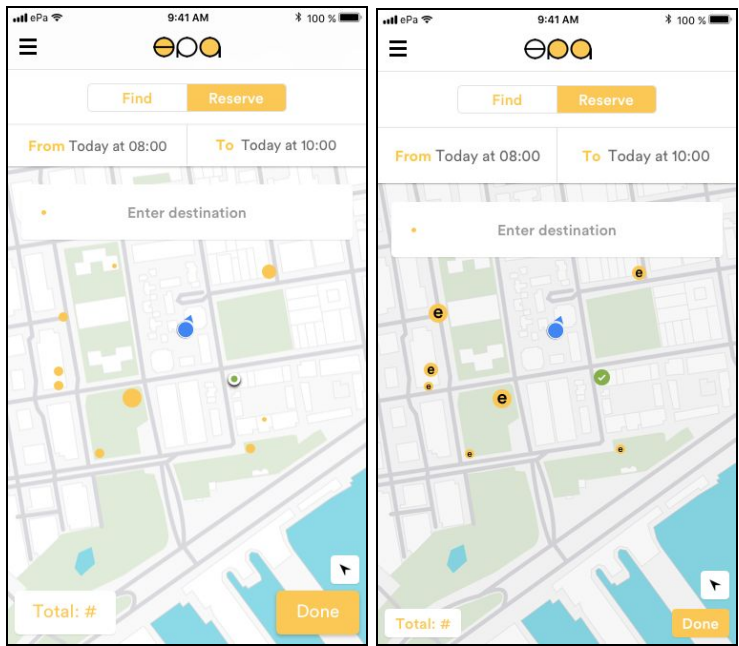 ePa 9:41 AM 100 %
epa
Find Reserve
From Today at 08:00 To Today at 10:00
Enter destination
Total: # Done
ePa 9:41 AM 100 %
epa
Find Reserve
From Today at 08:00 To Today at 10:00
Enter destination
e
e
e
e
e
e
e
Total: # Done